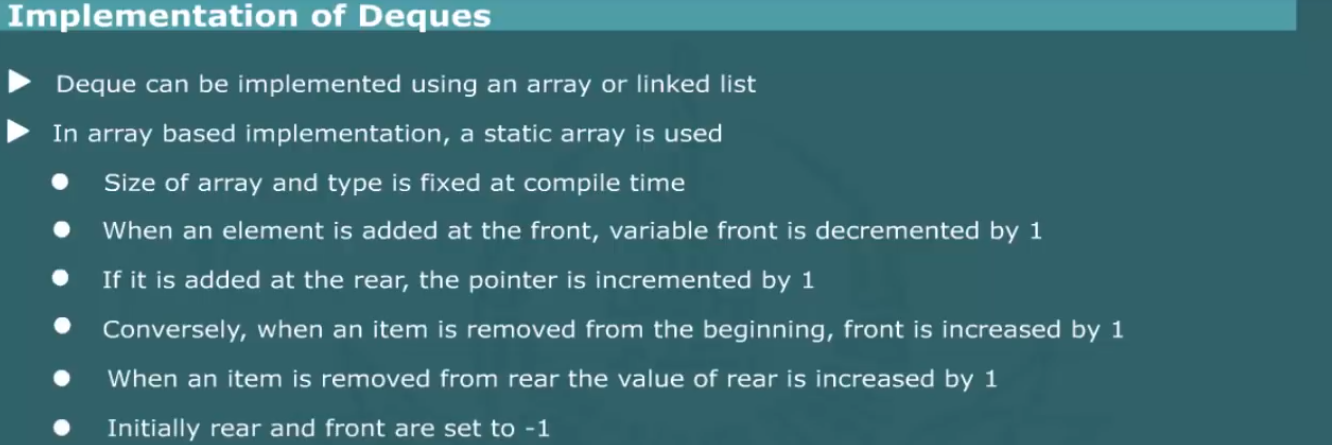 Implementation of Deques
Deque can be implemented using an array or linked list
In array based implementation, a static array is used
Size of array and type is fixed at compile time
When an element is added at the front, variable front is decremented by 1
If it is added at the rear, the pointer is incremented by 1
Conversely, when an item is removed from the beginning, front is increased by 1
When an item is removed from rear the value of rear is increased by 1
Initially rear and front are set to -1